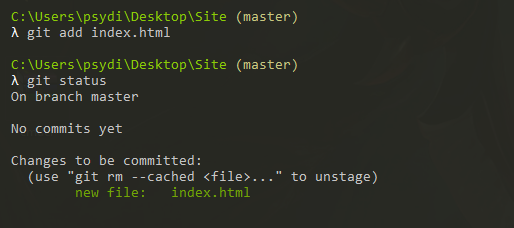 C:\Users\psydi\Desktop\Site (master)
λ git add index.html
C:\Users\psydi\Desktop\Site (master)
λ git status
On branch master
No commits yet
Changes to be committed:
(use "git rm --cached <file>..." to unstage)
new file:   index.html